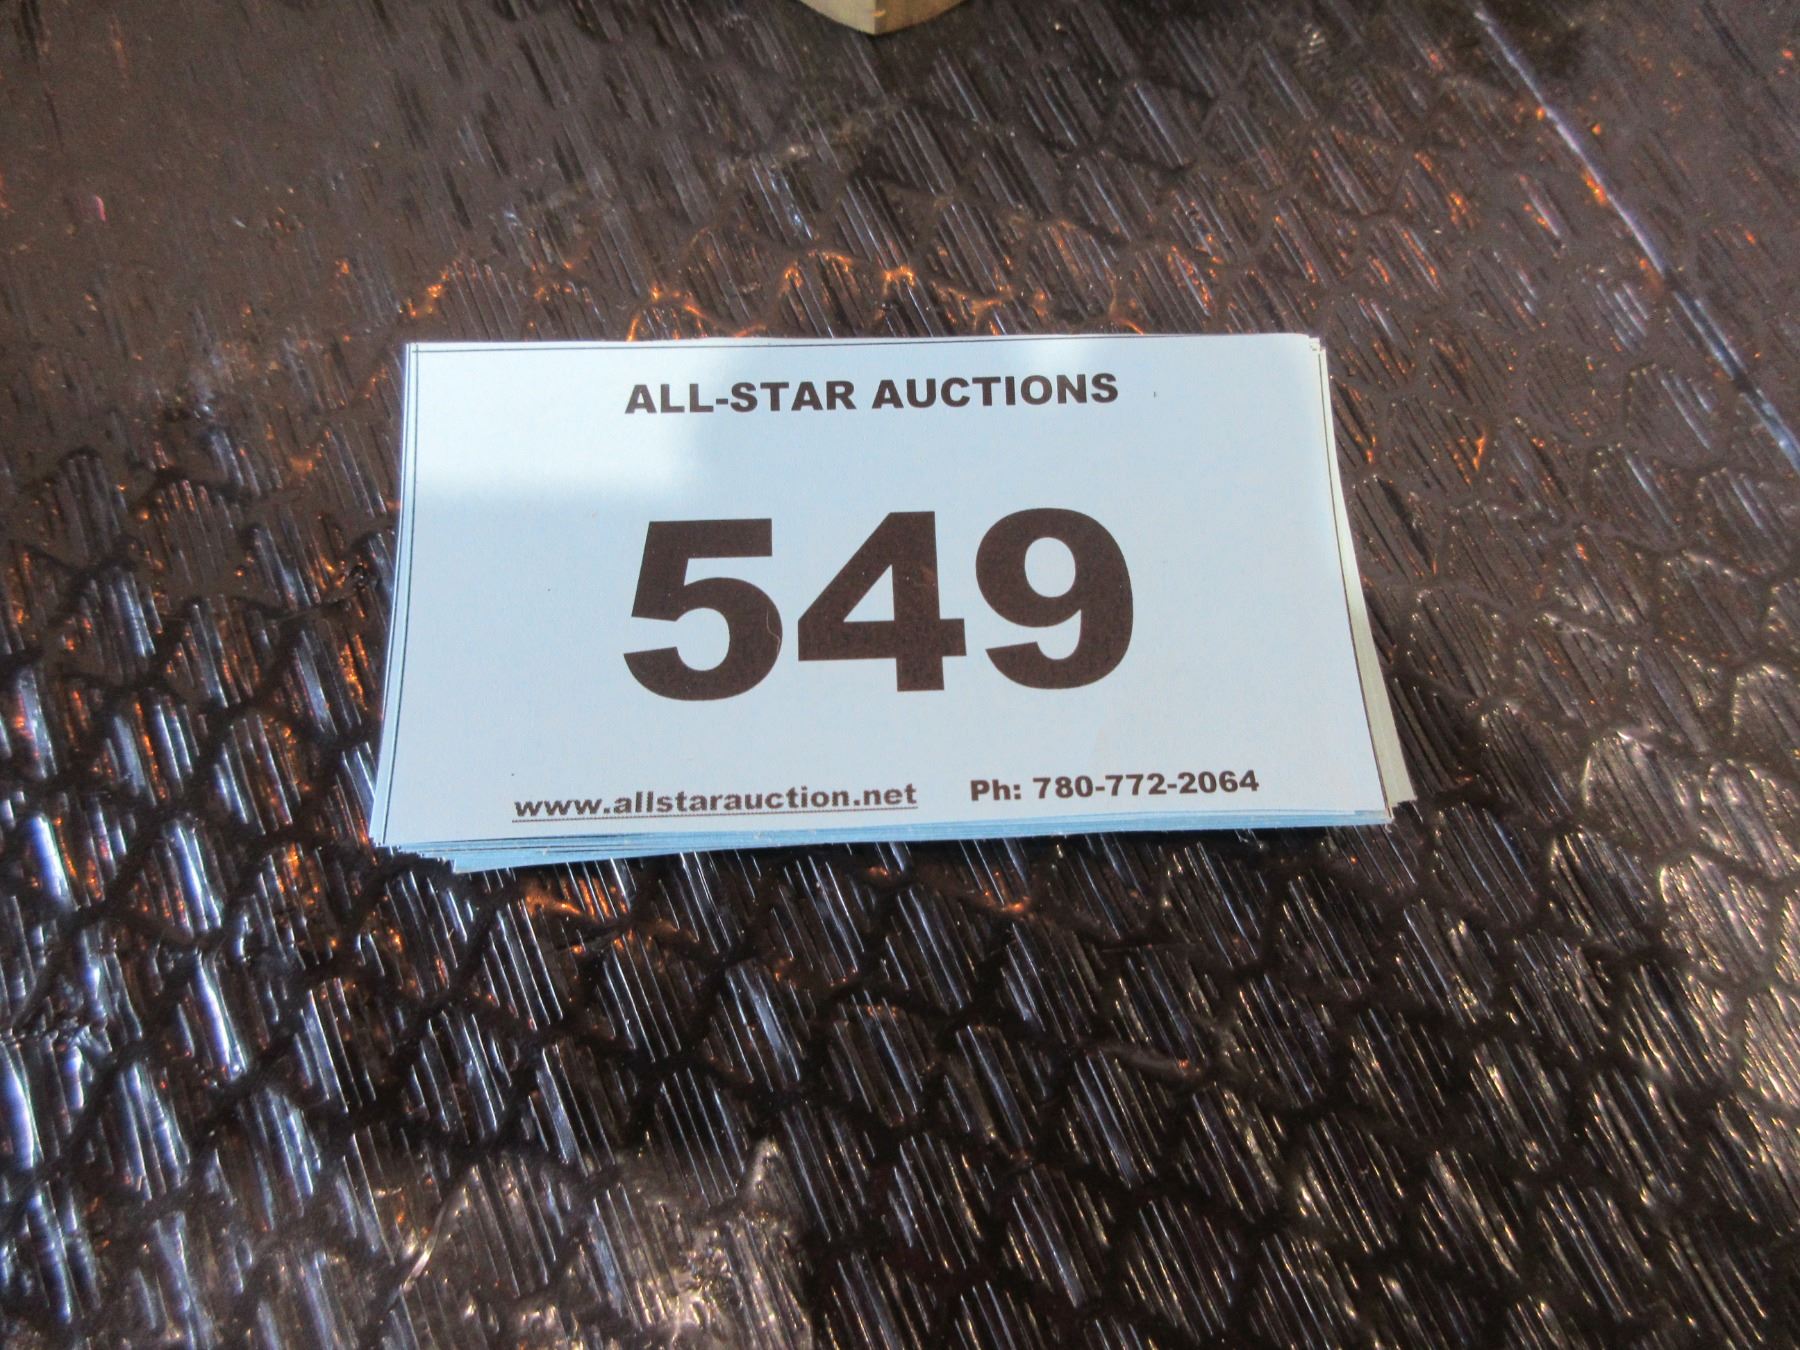 ALL-STAR AUCTIONS
549
www.allstarauction.net Ph: 780-772-2064